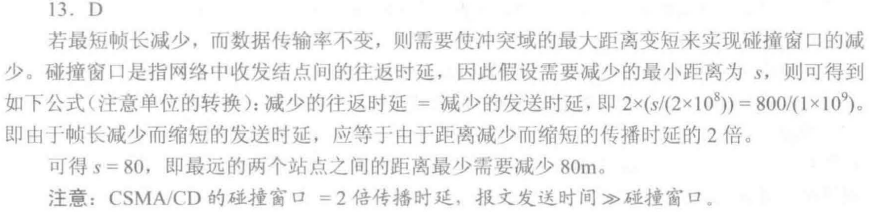 13. D
若最短帧长减少，而数据传输率不变，则需要使冲突域的最大距离变短来实现碰撞窗口的减
少。碰撞窗口是指网络中收发结点间的往返时延，因此假设需要减少的最小距离为 s，则可得到
如下公式(注意单位的转换)：减少的往返时延 = 减少的发送时延，即 2×(s/(2×10⁸)) = 800/(1×10⁹)。
即由于帧长减少而缩短的发送时延，应等于由于距离减少而缩短的传播时延的 2 倍。
可得 s = 80，即最远的两个站点之间的距离最少需要减少 80m。
注意：CSMA/CD 的碰撞窗口 = 2 倍传播时延，报文发送时间≫碰撞窗口。